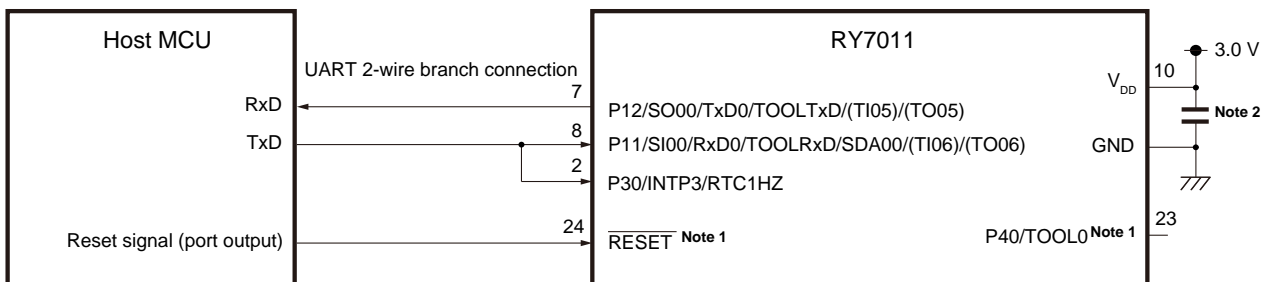 Host MCU
RY7011
3.0 V
UART 2-wire branch connection
10
VDD
7
RxD
P12/SO00/TxD0/TOOLTxD/(TI05)/(TO05)
Note 2
8
TxD
P11/SI00/RxD0/TOOLRxD/SDA00/(TI06)/(TO06)
GND
2
P30/INTP3/RTC1HZ
24
23
Reset signal (port output)
RESET Note 1
P40/TOOL0 Note 1